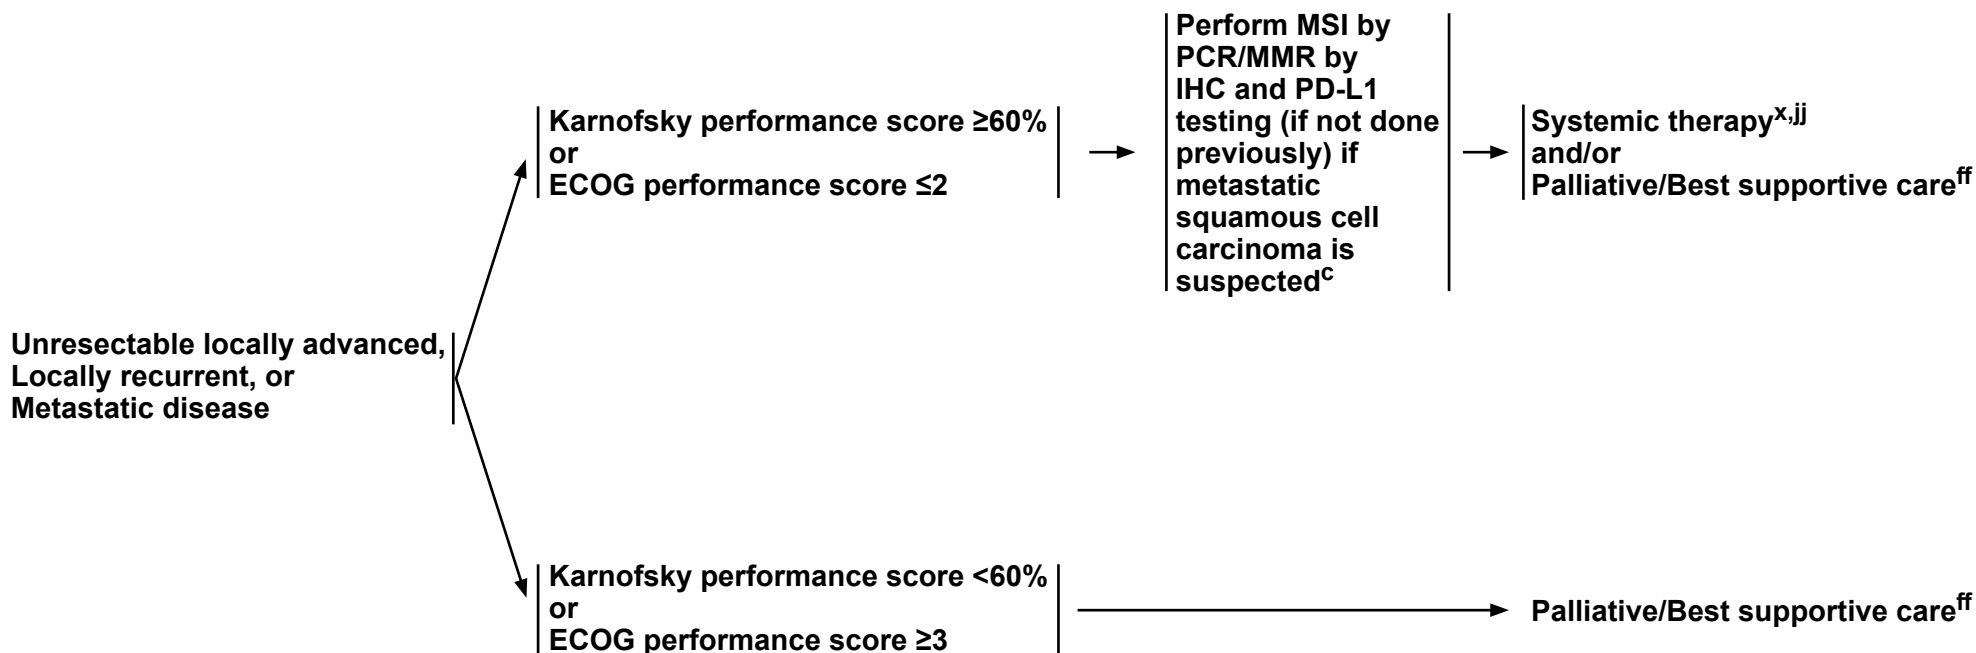 Unresectable locally advanced,
Locally recurrent, or
Metastatic disease
Karnofsky performance score ≥60%
or
ECOG performance score ≤2
Perform MSI by
PCR/MMR by
IHC and PD-L1
testing (if not done
previously) if
metastatic
squamous cell
carcinoma is
suspectedc
Systemic therapyx,jj
and/or
Palliative/Best supportive careff
Karnofsky performance score <60%
or
ECOG performance score ≥3
Palliative/Best supportive careff